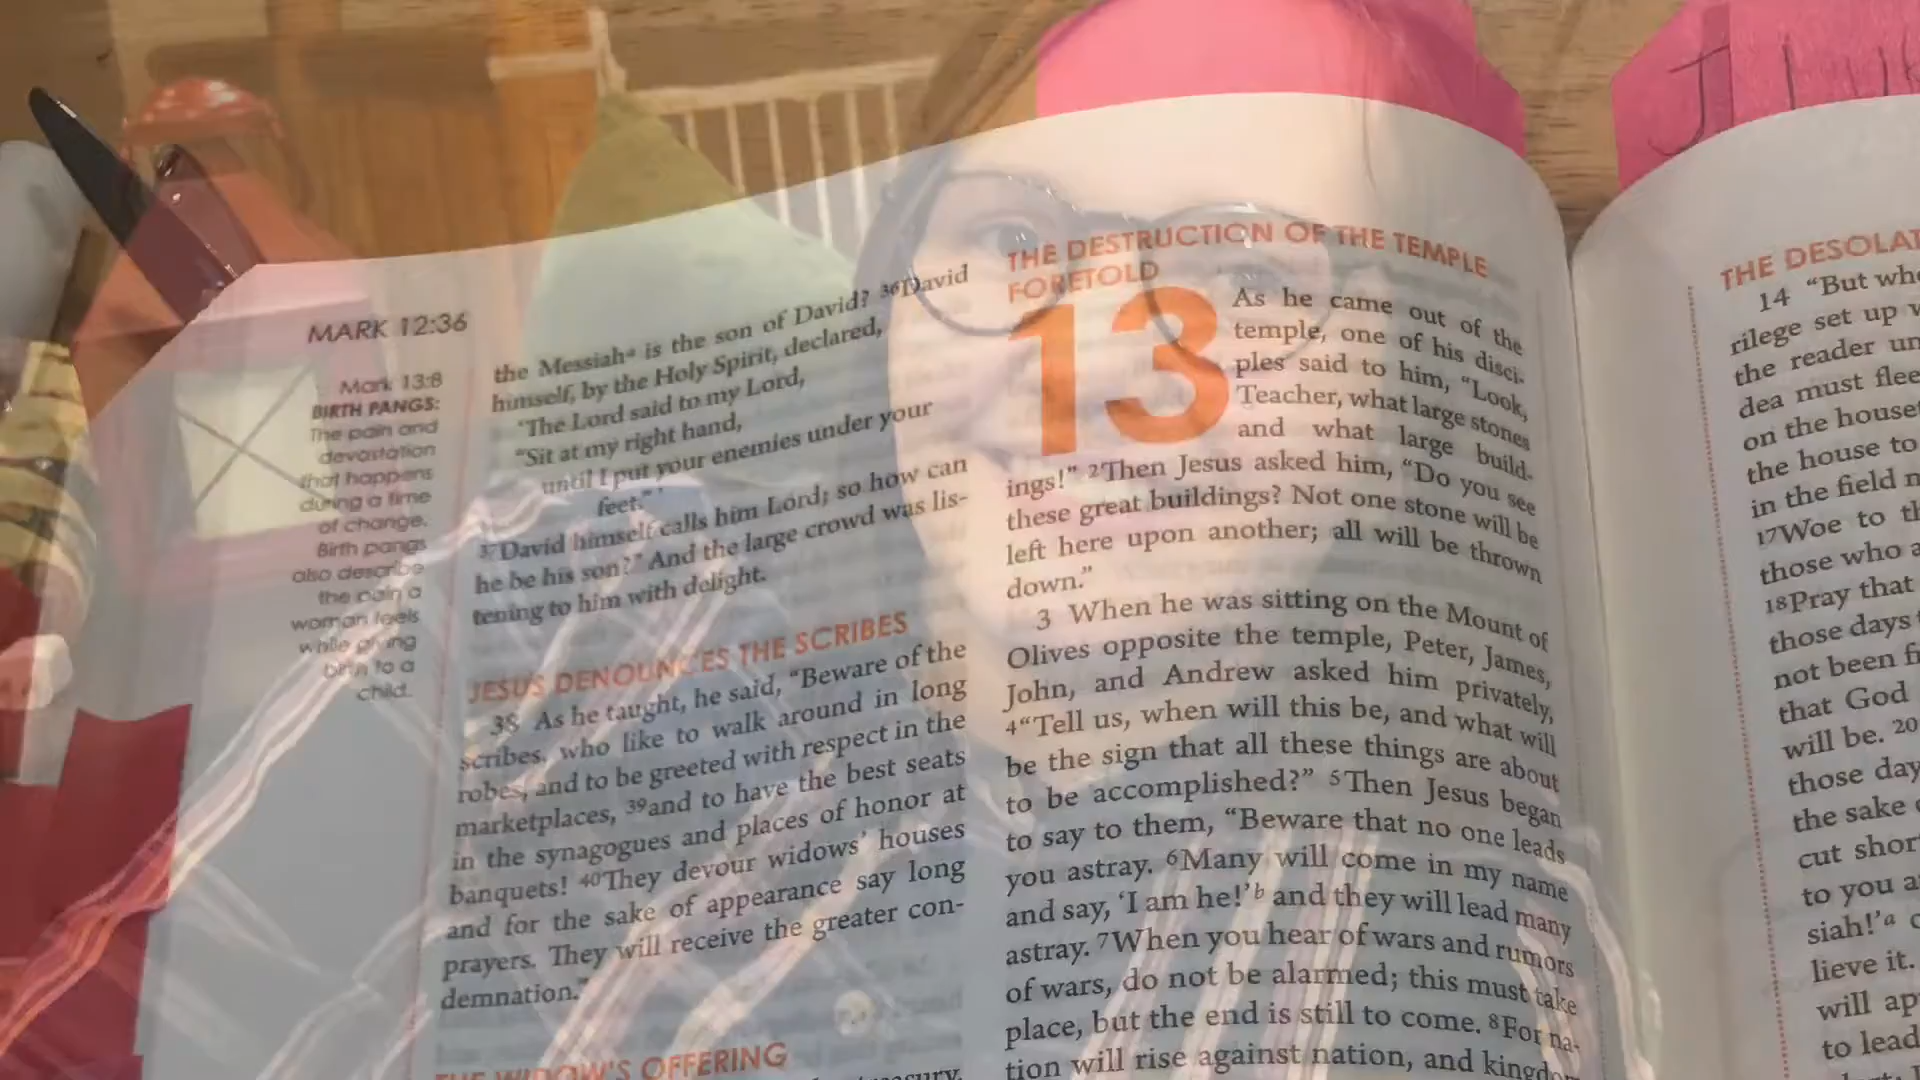 MARK 12:36
Mark 13:8
BIRTH PANGS:
The pain and
devastation
that happens
during a time
of change.
Birth pangs
also describe
the pain a
woman feels
while giving
birth to a
child.
the Messiah⁠ᵃ is the son of David? ³⁶David
himself, by the Holy Spirit, declared,
‘The Lord said to my Lord,
“Sit at my right hand,
until I put your enemies under your
feet.” ’
³⁷David himself calls him Lord; so how can
he be his son?” And the large crowd was lis-
tening to him with delight.
JESUS DENOUNCES THE SCRIBES
38 As he taught, he said, “Beware of the
scribes, who like to walk around in long
robes, and to be greeted with respect in the
marketplaces, ³⁹and to have the best seats
in the synagogues and places of honor at
banquets! ⁴⁰They devour widows’ houses
and for the sake of appearance say long
prayers. They will receive the greater con-
demnation.”
THE WIDOW'S OFFERING
THE DESTRUCTION OF THE TEMPLE
FORETOLD
13
As he came out of the
temple, one of his disci-
ples said to him, “Look,
Teacher, what large stones
and what large build-
ings!” ²Then Jesus asked him, “Do you see
these great buildings? Not one stone will be
left here upon another; all will be thrown
down.”
3 When he was sitting on the Mount of
Olives opposite the temple, Peter, James,
John, and Andrew asked him privately,
⁴“Tell us, when will this be, and what will
be the sign that all these things are about
to be accomplished?” ⁵Then Jesus began
to say to them, “Beware that no one leads
you astray. ⁶Many will come in my name
and say, ‘I am he!’ᵇ and they will lead many
astray. ⁷When you hear of wars and rumors
of wars, do not be alarmed; this must take
place, but the end is still to come. ⁸For na-
tion will rise against nation, and kingdom
THE DESOLAT
14 “But whe
rilege set up w
the reader un
dea must flee
on the house
the house to
in the field n
¹⁷Woe to th
those who a
¹⁸Pray that
those days
not been fi
that God
will be. ²⁰
those day
the sake
cut shor
to you a
siah!’ᵃ
lieve it.
will ap
to lead